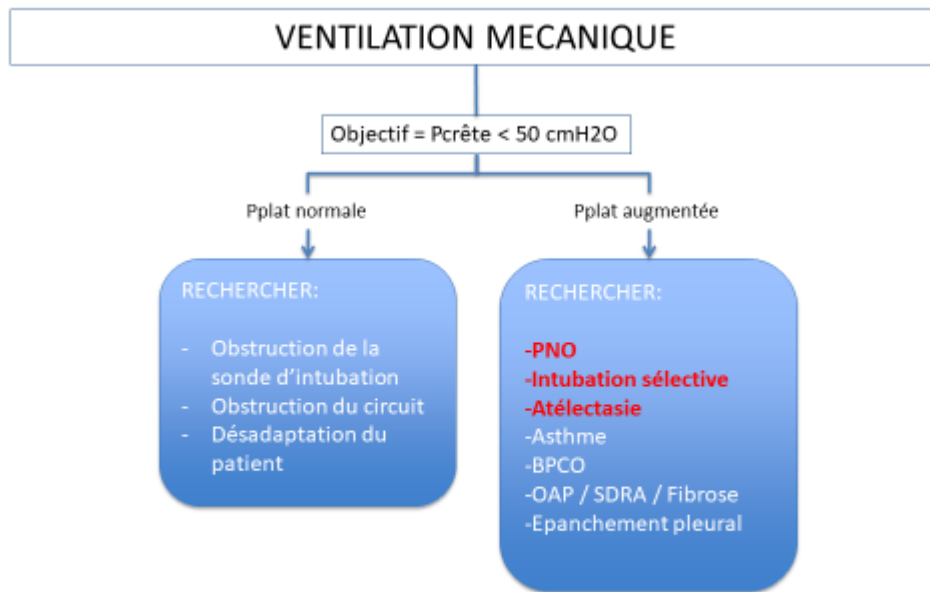 VENTILATION MECANIQUE
Objectif = Pcrête < 50 cmH2O
Pplat normale
Pplat augmentée
RECHERCHER:
- Obstruction de la
sonde d'intubation
- Obstruction du circuit
- Désadaptation du
patient
RECHERCHER:
-PNO
-Intubation sélective
-Atélectasie
-Asthme
-BPCO
-OAP / SDRA / Fibrose
-Epanchement pleural